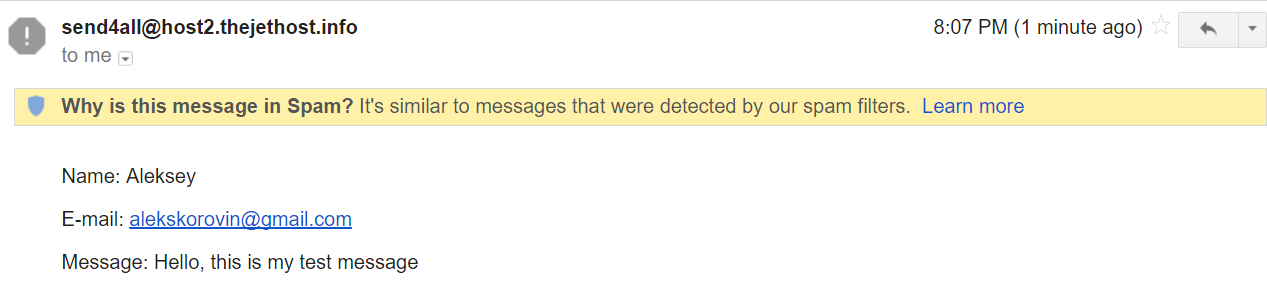 send4all@host2.thejethost.info 8:07 PM (1 minute ago)
to me
Why is this message in Spam? It's similar to messages that were detected by our spam filters. Learn more
Name: Aleksey
E-mail: alekskorovin@gmail.com
Message: Hello, this is my test message